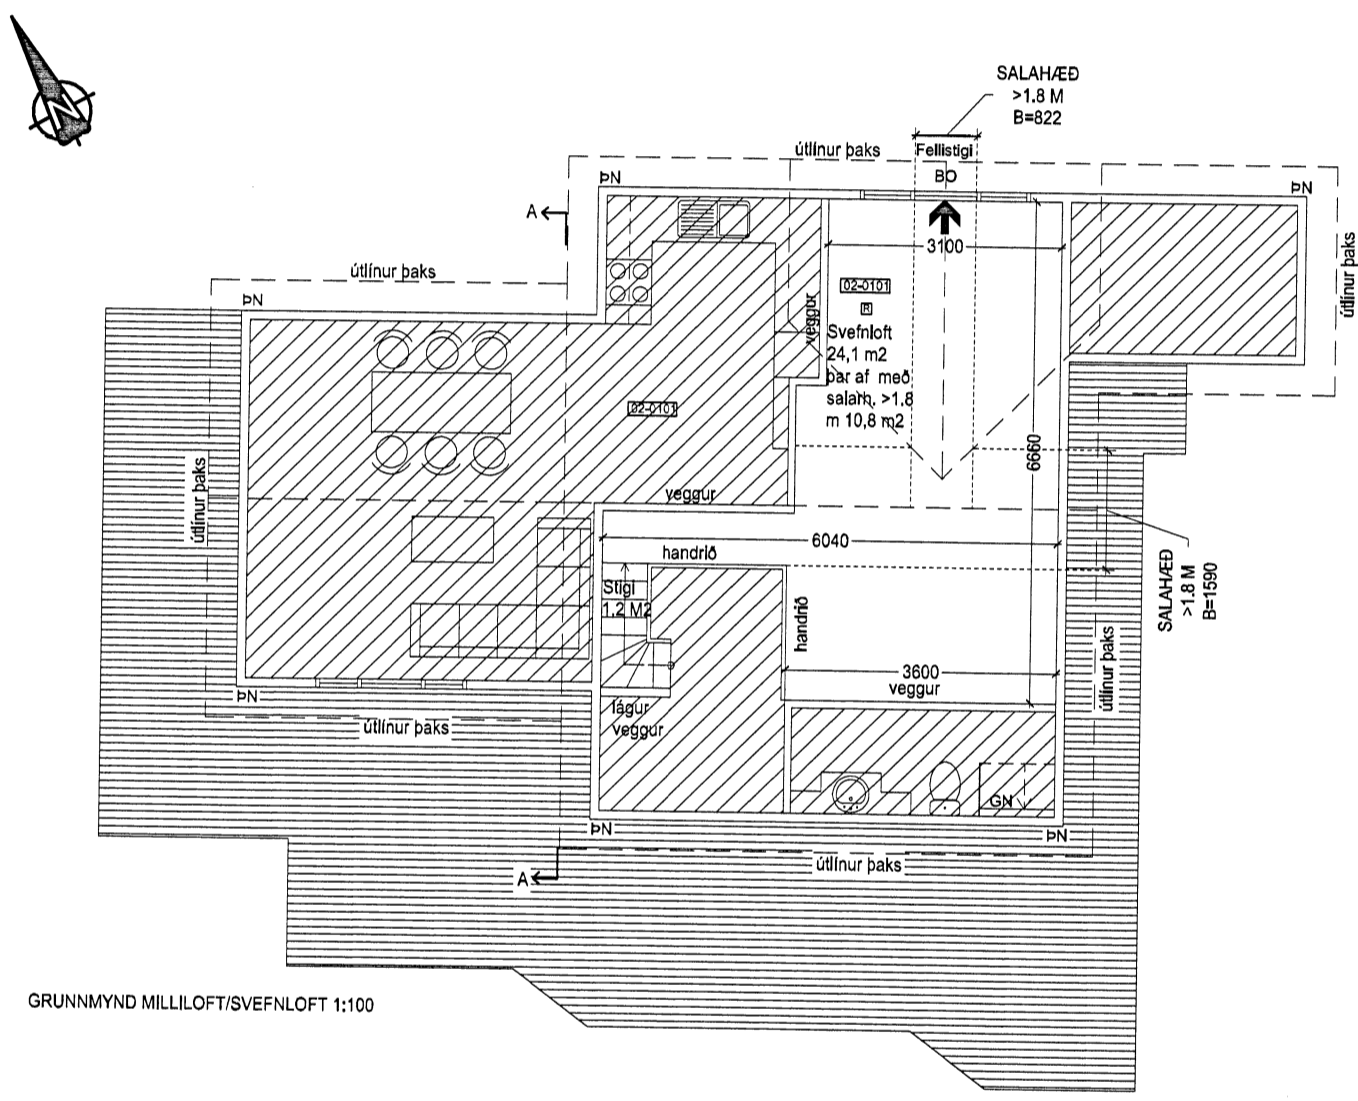 N
SALAHÆÐ
>1.8 M
B=822
útlínur þaks
Fellistigi
BO
ÞN
ÞN
A
3100
útlínur þaks
útlínur þaks
ÞN
02-0101
R
veggur
Svefnloft
24,1 m2
þar af með
salarh. >1.8
m 10,8 m2
02-0101
6660
útlínur þaks
veggur
6040
handrið
SALAHÆÐ
>1.8 M
B=1590
Stigi
1,2 M2
handrið
3600
veggur
útlínur þaks
ÞN
lágur
veggur
útlínur þaks
GN
ÞN
ÞN
útlínur þaks
A
GRUNNMYND MILLILOFT/SVEFNLOFT 1:100